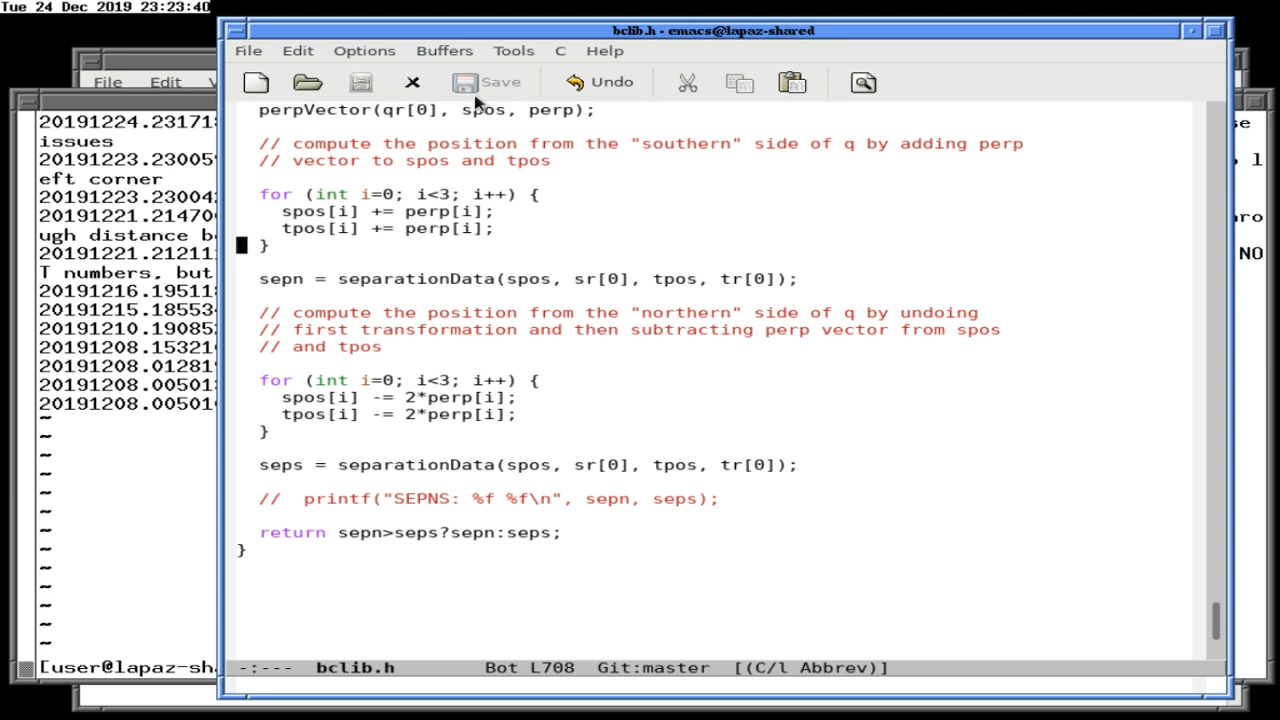 Tue 24 Dec 2019 23:23:40
bclib.h - emacs@lapaz-shared
File Edit Options Buffers Tools C Help
Save Undo
File Edit
perpVector(qr[0], spos, perp);
// compute the position from the "southern" side of q by adding perp
// vector to spos and tpos
for (int i=0; i<3; i++) {
spos[i] += perp[i];
tpos[i] += perp[i];
}
sepn = separationData(spos, sr[0], tpos, tr[0]);
// compute the position from the "northern" side of q by undoing
// first transformation and then subtracting perp vector from spos
// and tpos
for (int i=0; i<3; i++) {
spos[i] -= 2*perp[i];
tpos[i] -= 2*perp[i];
}
seps = separationData(spos, sr[0], tpos, tr[0]);
//  printf("SEPNS: %f %f\n", sepn, seps);
return sepn>seps?sepn:seps;
}
-:---  bclib.h        Bot L708  Git:master  [(C/l Abbrev)]
20191224.23171
issues
20191223.23005
eft corner
20191223.23004
20191221.21470
ugh distance b
20191221.21211
T numbers, but
20191216.19511
20191215.18553
20191210.19085
20191208.15321
20191208.01281
20191208.00501
20191208.00501
~
~
~
~
~
~
~
~
~
~
~
~
~
[user@lapaz-sh
se
, l
hro
NO